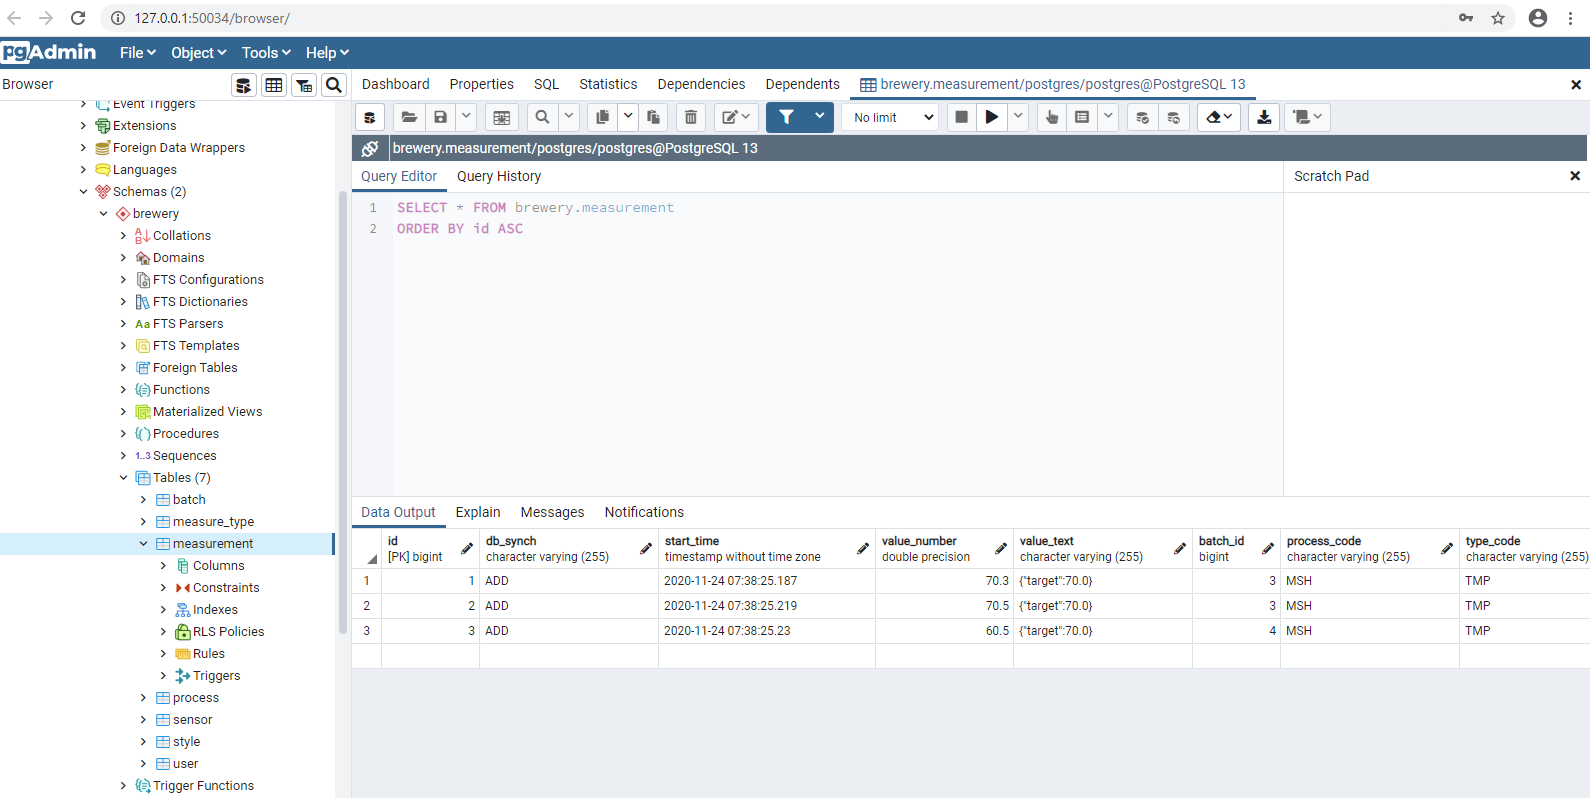 127.0.0.1:50034/browser/
pgAdmin File Object Tools Help
Browser
Dashboard Properties SQL Statistics Dependencies Dependents brewery.measurement/postgres/postgres@PostgreSQL 13
No limit
brewery.measurement/postgres/postgres@PostgreSQL 13
Query Editor Query History
Scratch Pad
1 SELECT * FROM brewery.measurement
2 ORDER BY id ASC
Event Triggers
Extensions
Foreign Data Wrappers
Languages
Schemas (2)
brewery
Collations
Domains
FTS Configurations
FTS Dictionaries
Aa FTS Parsers
FTS Templates
Foreign Tables
Functions
Materialized Views
Procedures
1..3 Sequences
Tables (7)
batch
measure_type
measurement
Columns
Constraints
Indexes
RLS Policies
Rules
Triggers
process
sensor
style
user
Trigger Functions
Data Output Explain Messages Notifications
id db_synch start_time value_number value_text batch_id process_code type_code
[PK] bigint character varying (255) timestamp without time zone double precision character varying (255) bigint character varying (255) character varying (255)
1 1 ADD 2020-11-24 07:38:25.187 70.3 {"target":70.0} 3 MSH TMP
2 2 ADD 2020-11-24 07:38:25.219 70.5 {"target":70.0} 3 MSH TMP
3 3 ADD 2020-11-24 07:38:25.23 60.5 {"target":70.0} 4 MSH TMP